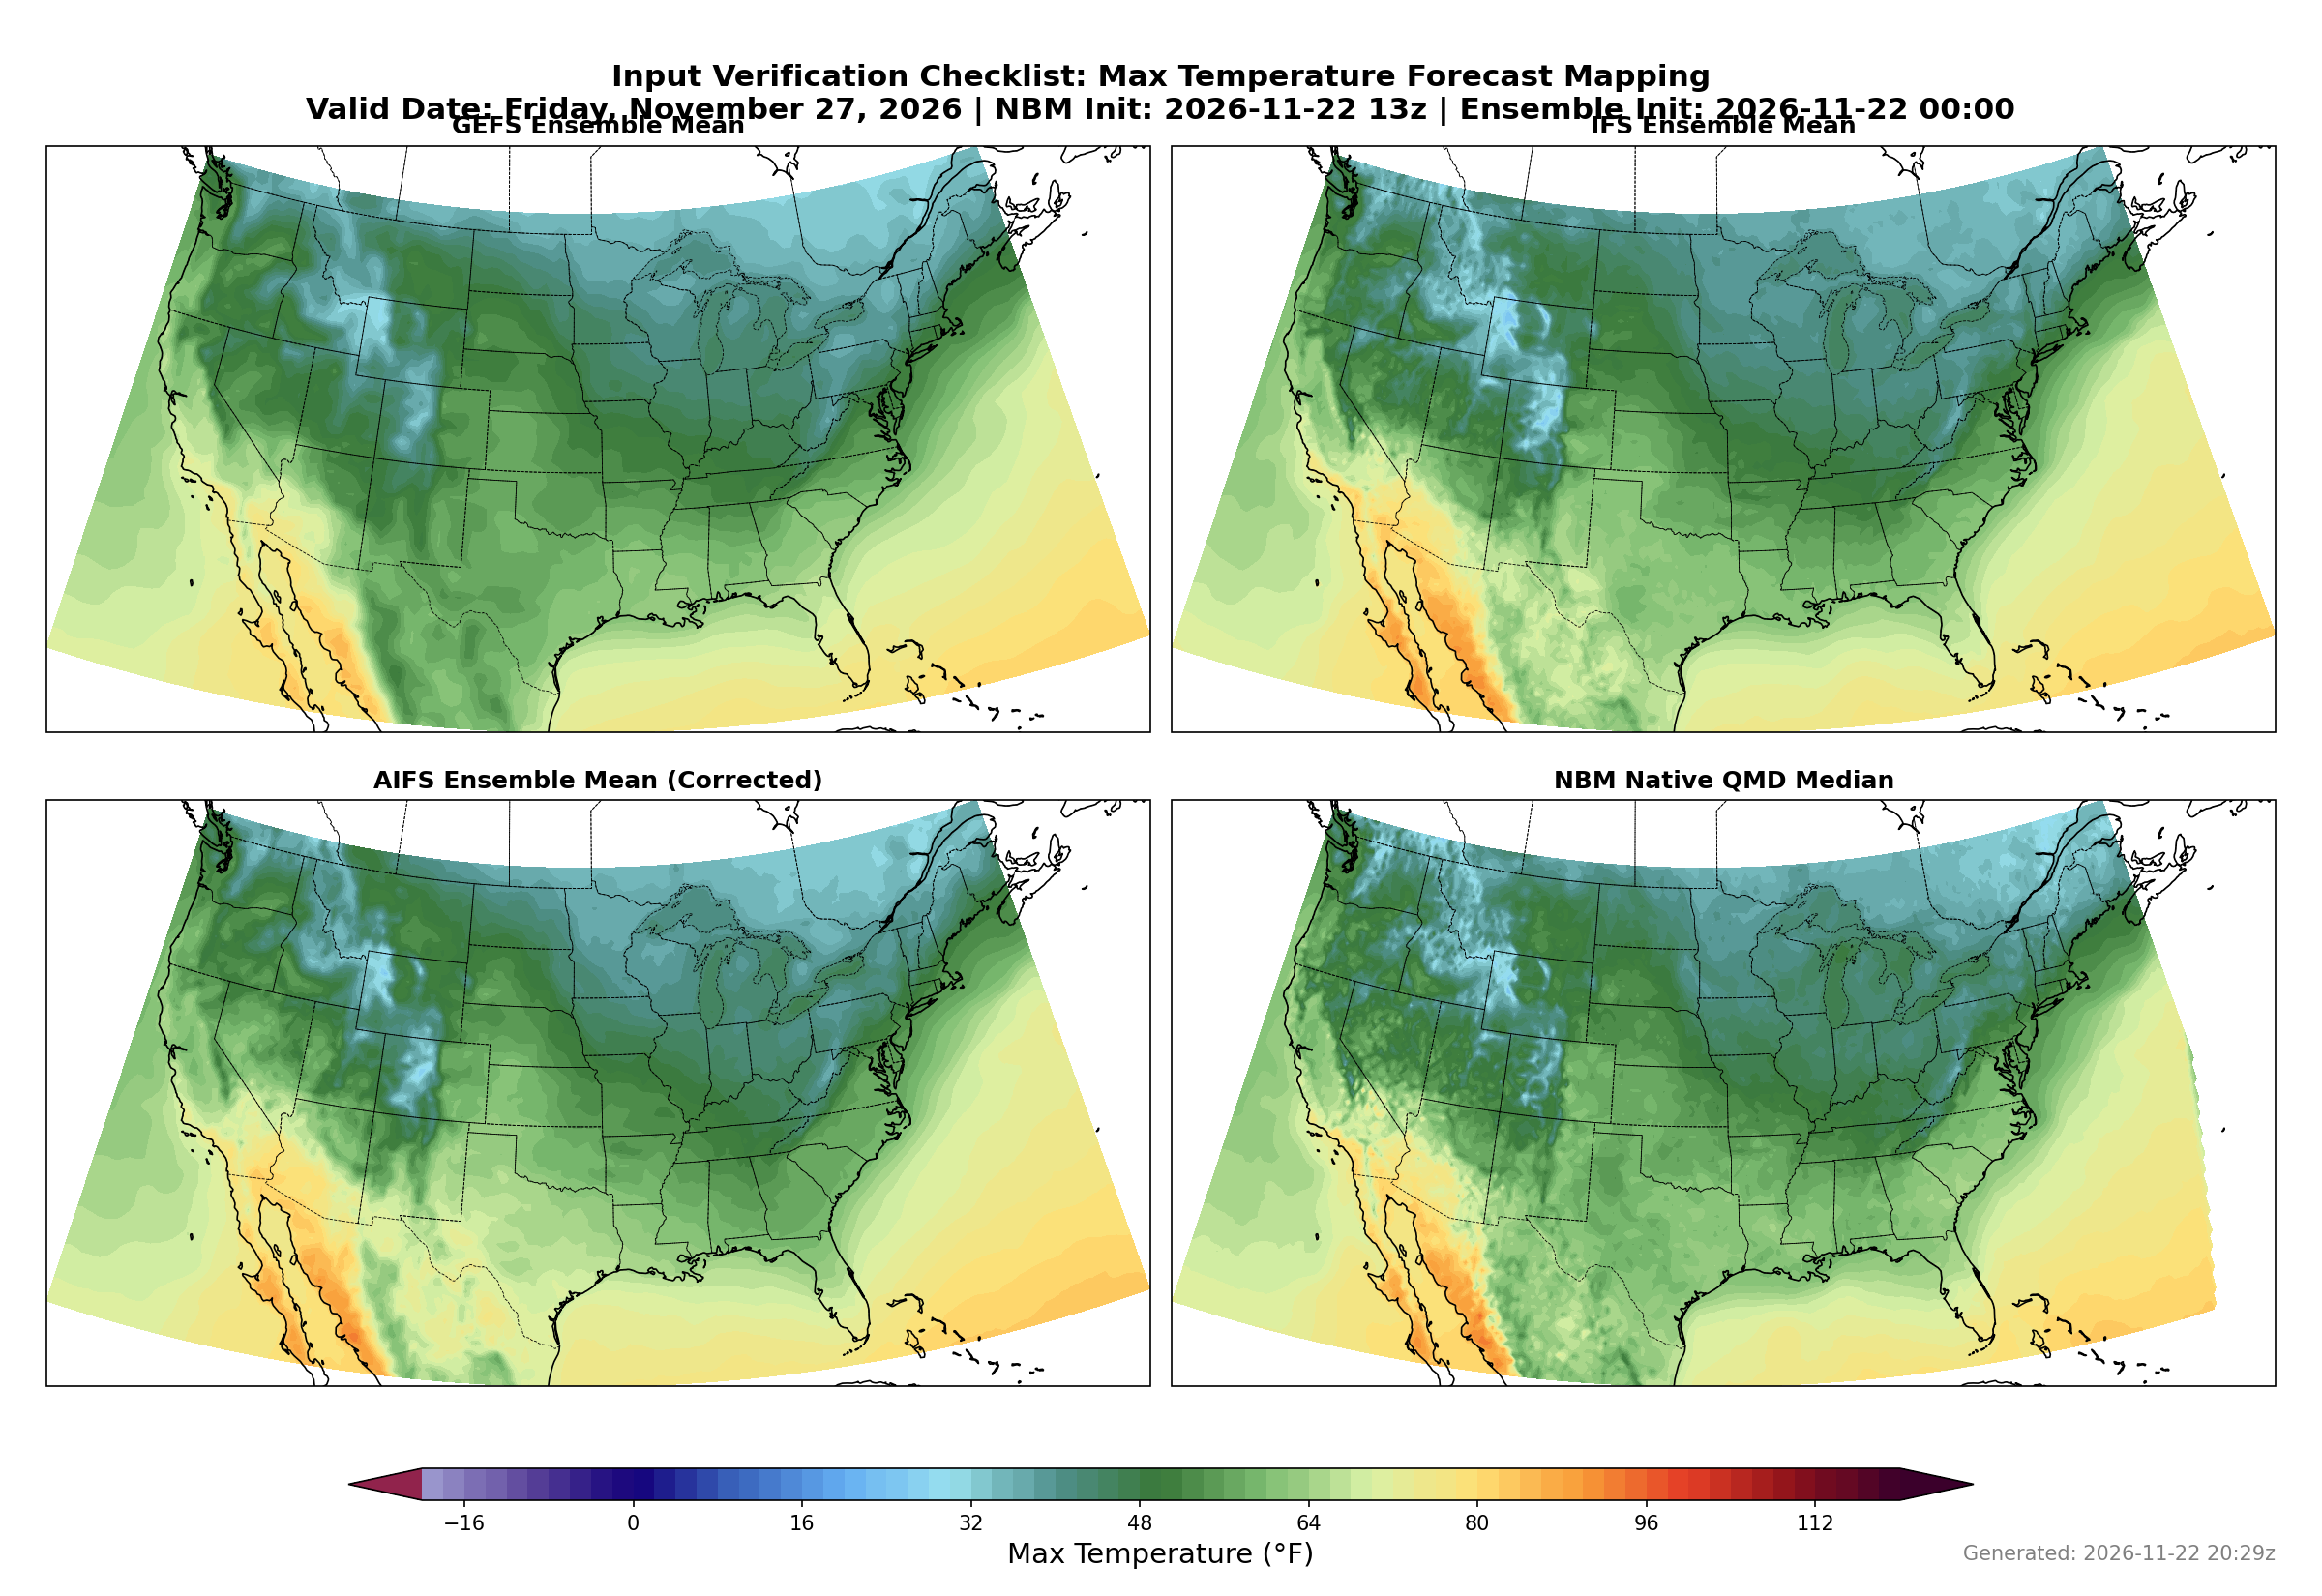 Input Verification Checklist: Max Temperature Forecast Mapping
Valid Date: Friday, November 27, 2026 | NBM Init: 2026-11-22 13z | Ensemble Init: 2026-11-22 00:00
GEFS Ensemble Mean
IFS Ensemble Mean
AIFS Ensemble Mean (Corrected)
NBM Native QMD Median
−16 0 16 32 48 64 80 96 112
Max Temperature (°F)
Generated: 2026-11-22 20:29z